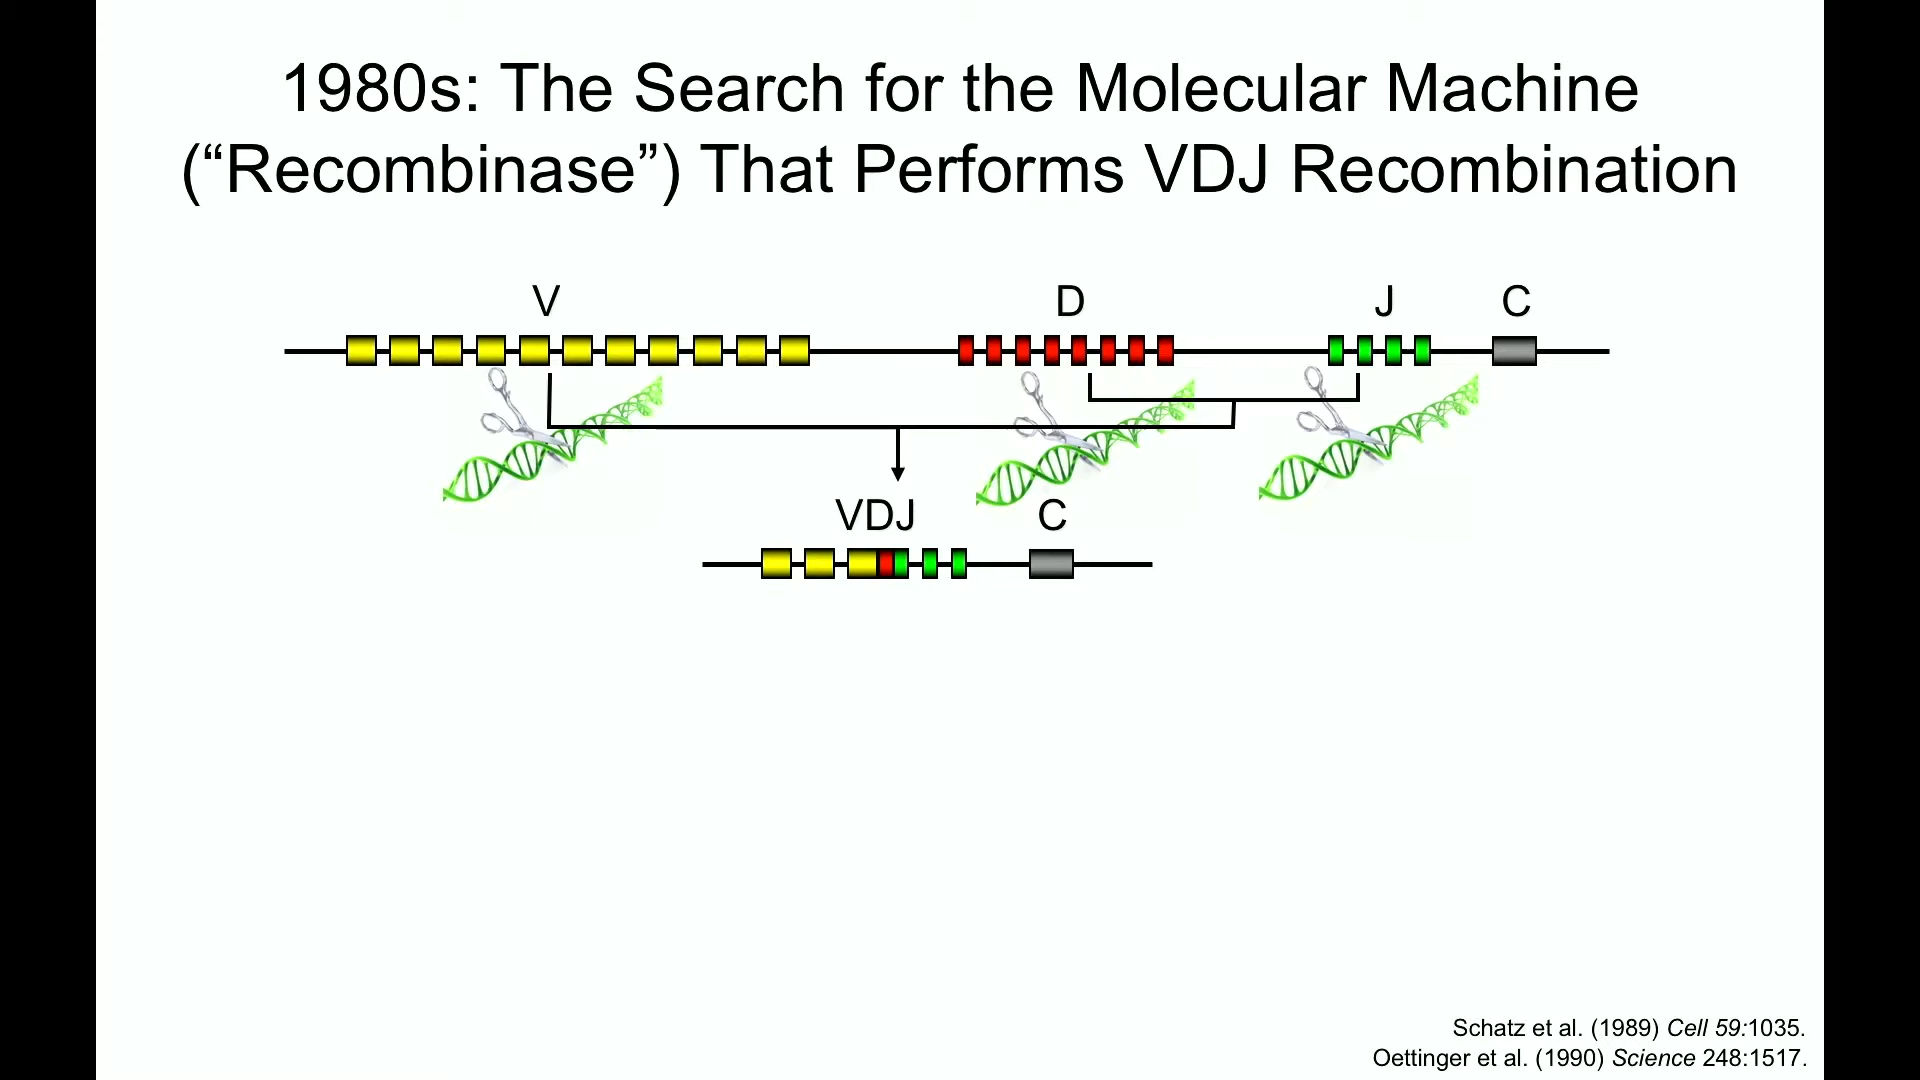 1980s: The Search for the Molecular Machine
(“Recombinase”) That Performs VDJ Recombination
V D J C
VDJ C
Schatz et al. (1989) Cell 59:1035.
Oettinger et al. (1990) Science 248:1517.